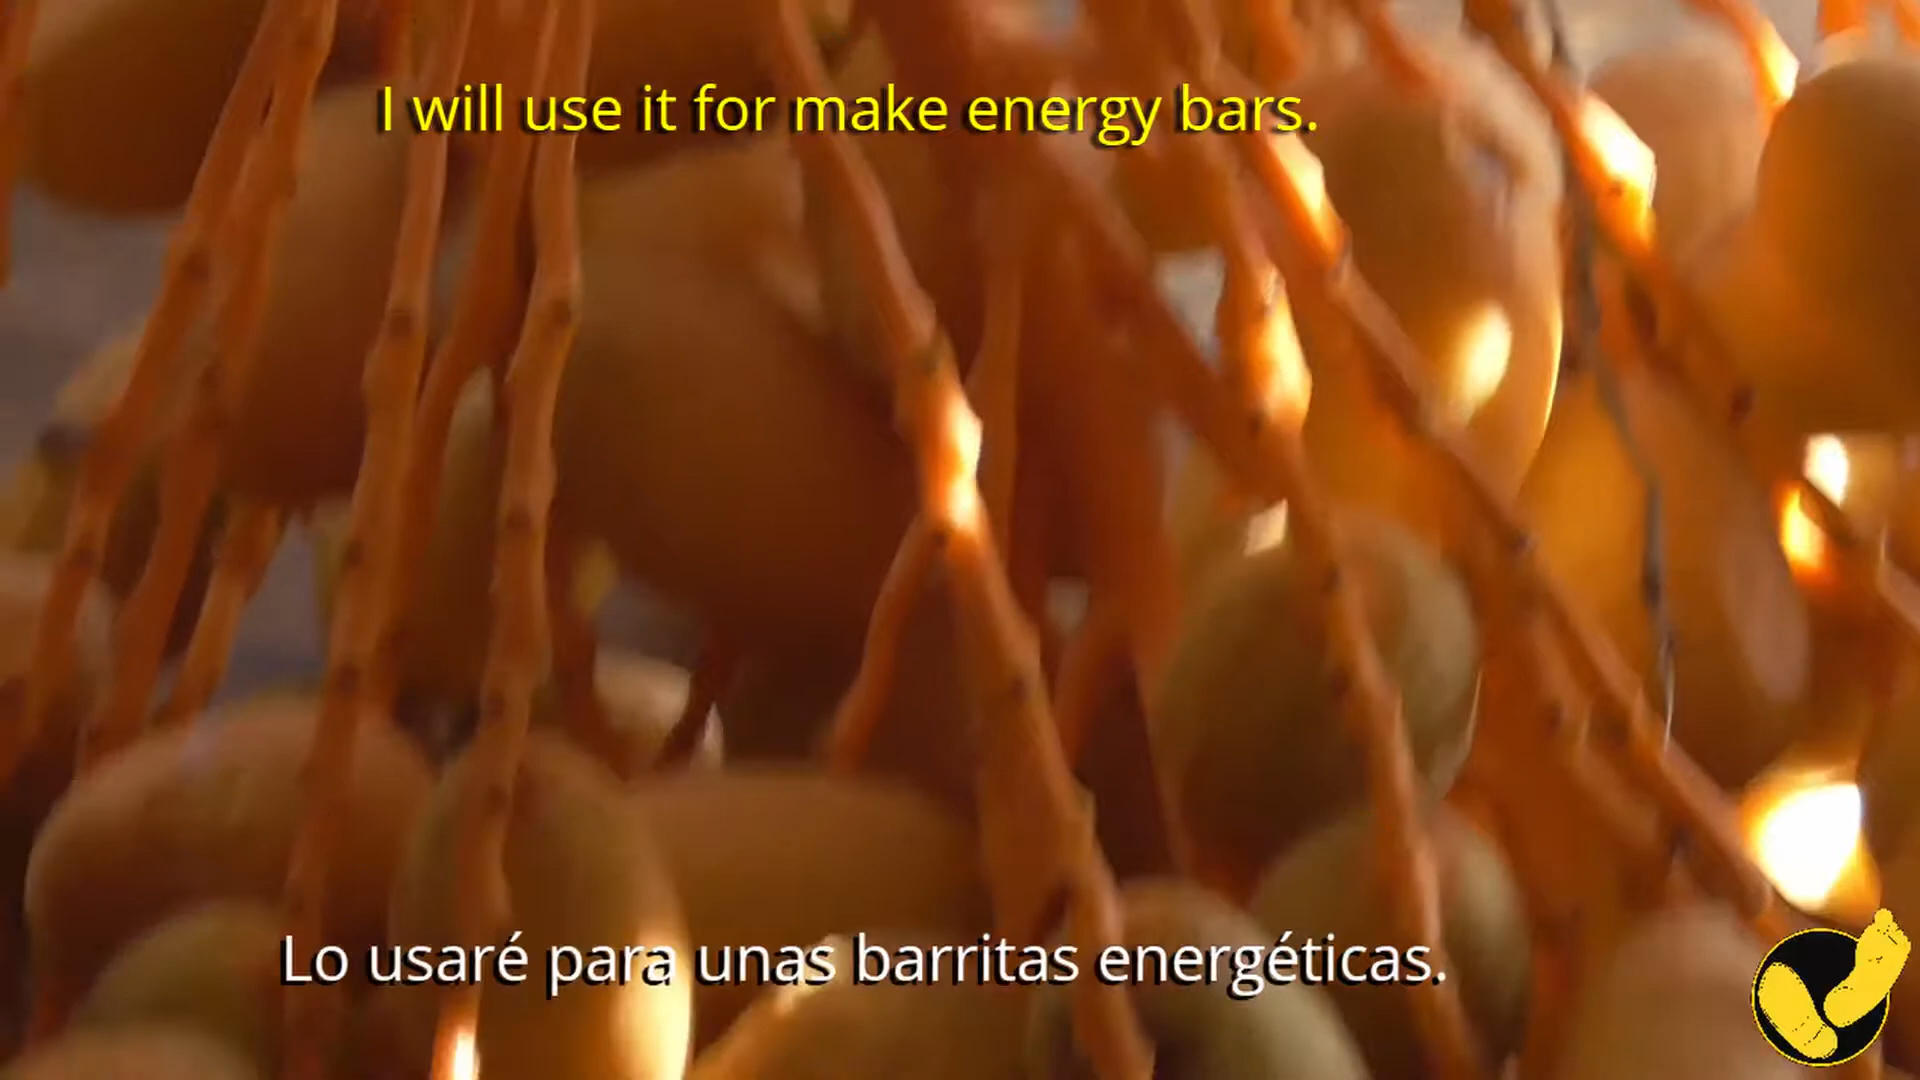 I will use it for make energy bars.
Lo usaré para unas barritas energéticas.